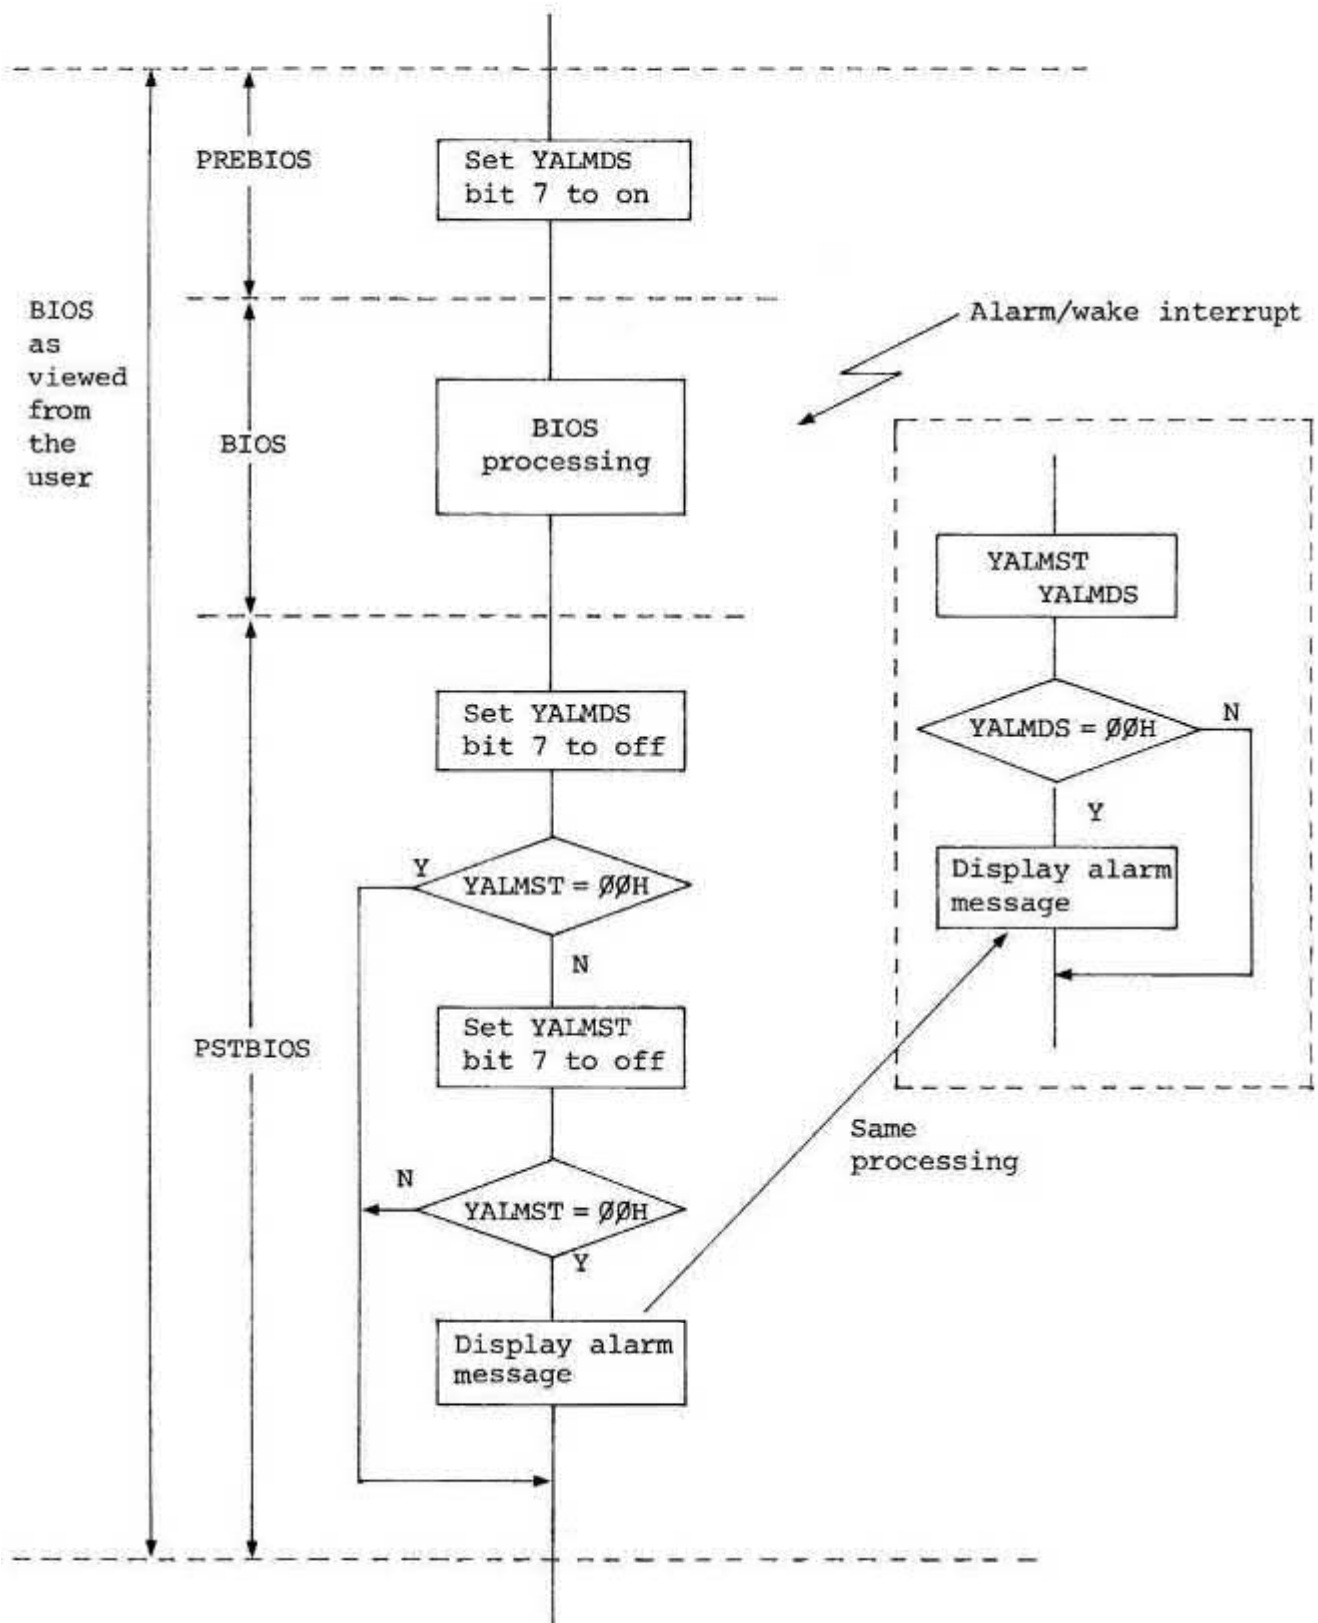 PREBIOS
Set YALMDS
bit 7 to on
BIOS
as
viewed
from
the
user
Alarm/wake interrupt
BIOS
BIOS
processing
YALMST
YALMDS
Set YALMDS
bit 7 to off
YALMDS = ØØH
N
Y
Display alarm
message
Y
YALMST = ØØH
N
PSTBIOS
Set YALMST
bit 7 to off
Same
processing
N
YALMST = ØØH
Y
Display alarm
message